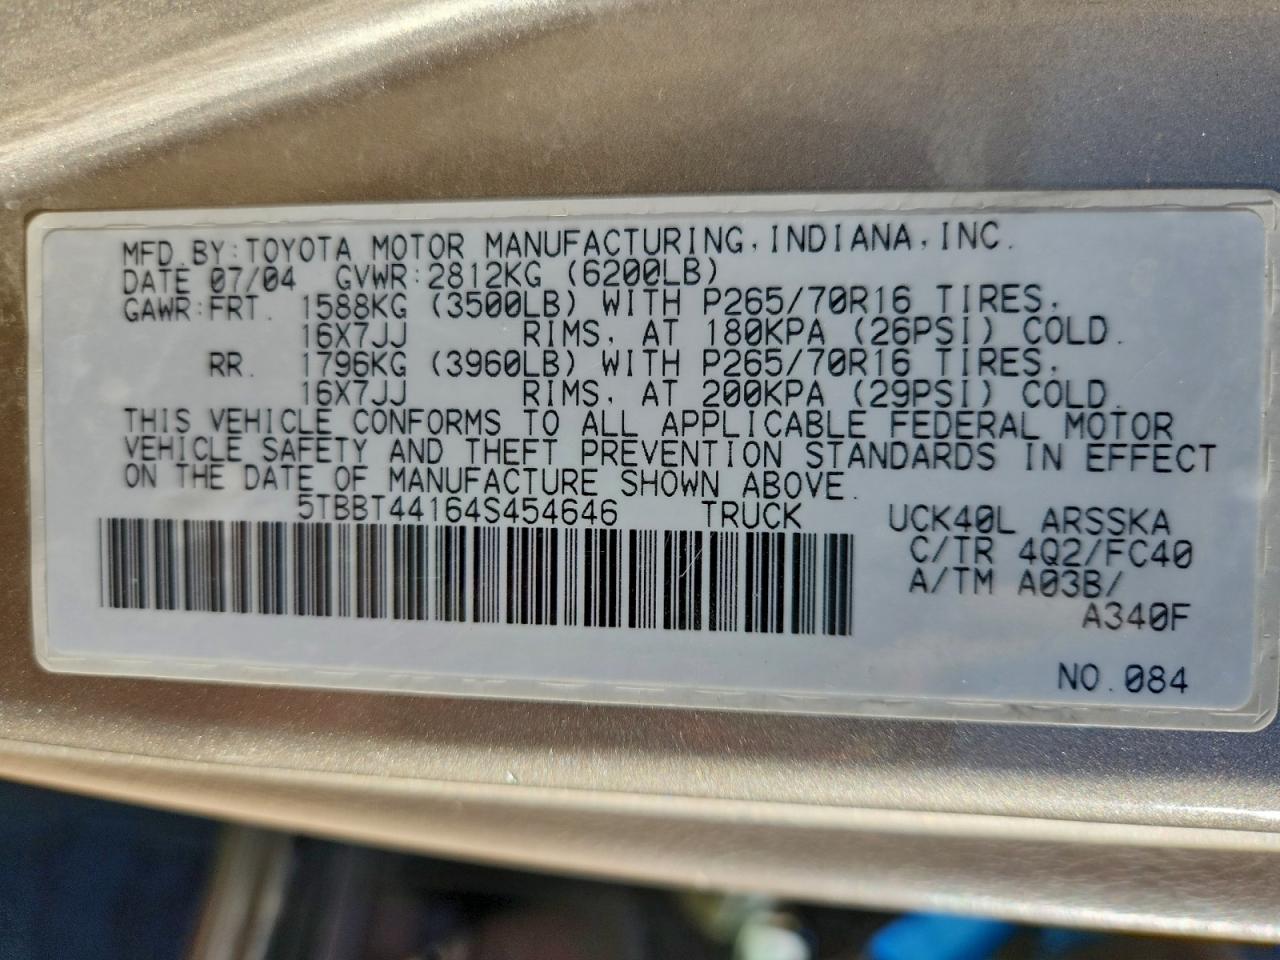 MFD BY: TOYOTA MOTOR MANUFACTURING, INDIANA, INC.
DATE 07/04 GVWR: 2812KG (6200LB)
GAWR: FRT. 1588KG (3500LB) WITH P265/70R16 TIRES,
16X7JJ RIMS, AT 180KPA (26PSI) COLD.
RR. 1796KG (3960LB) WITH P265/70R16 TIRES,
16X7JJ RIMS, AT 200KPA (29PSI) COLD.
THIS VEHICLE CONFORMS TO ALL APPLICABLE FEDERAL MOTOR
VEHICLE SAFETY AND THEFT PREVENTION STANDARDS IN EFFECT
ON THE DATE OF MANUFACTURE SHOWN ABOVE.
5TBBT44164S454646 TRUCK UCK40L ARSSKA
C/TR 4Q2/FC40
A/TM A03B/
A340F
NO.084